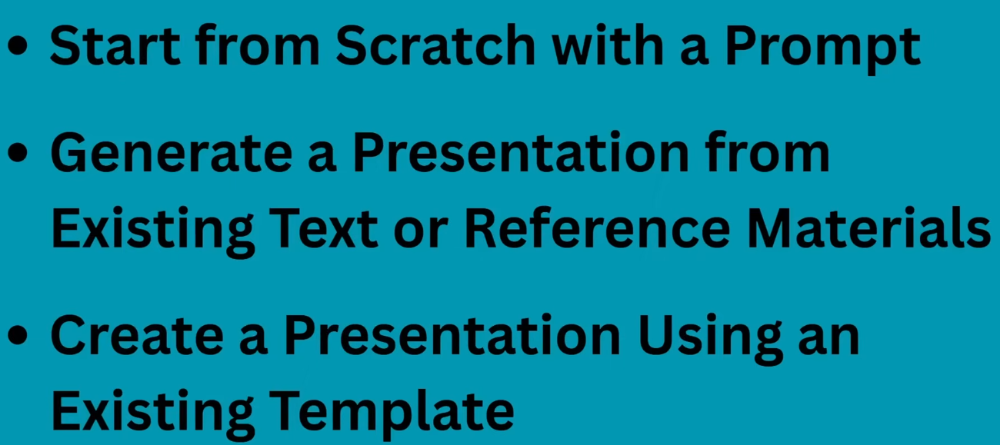 • Start from Scratch with a Prompt
• Generate a Presentation from
Existing Text or Reference Materials
• Create a Presentation Using an
Existing Template